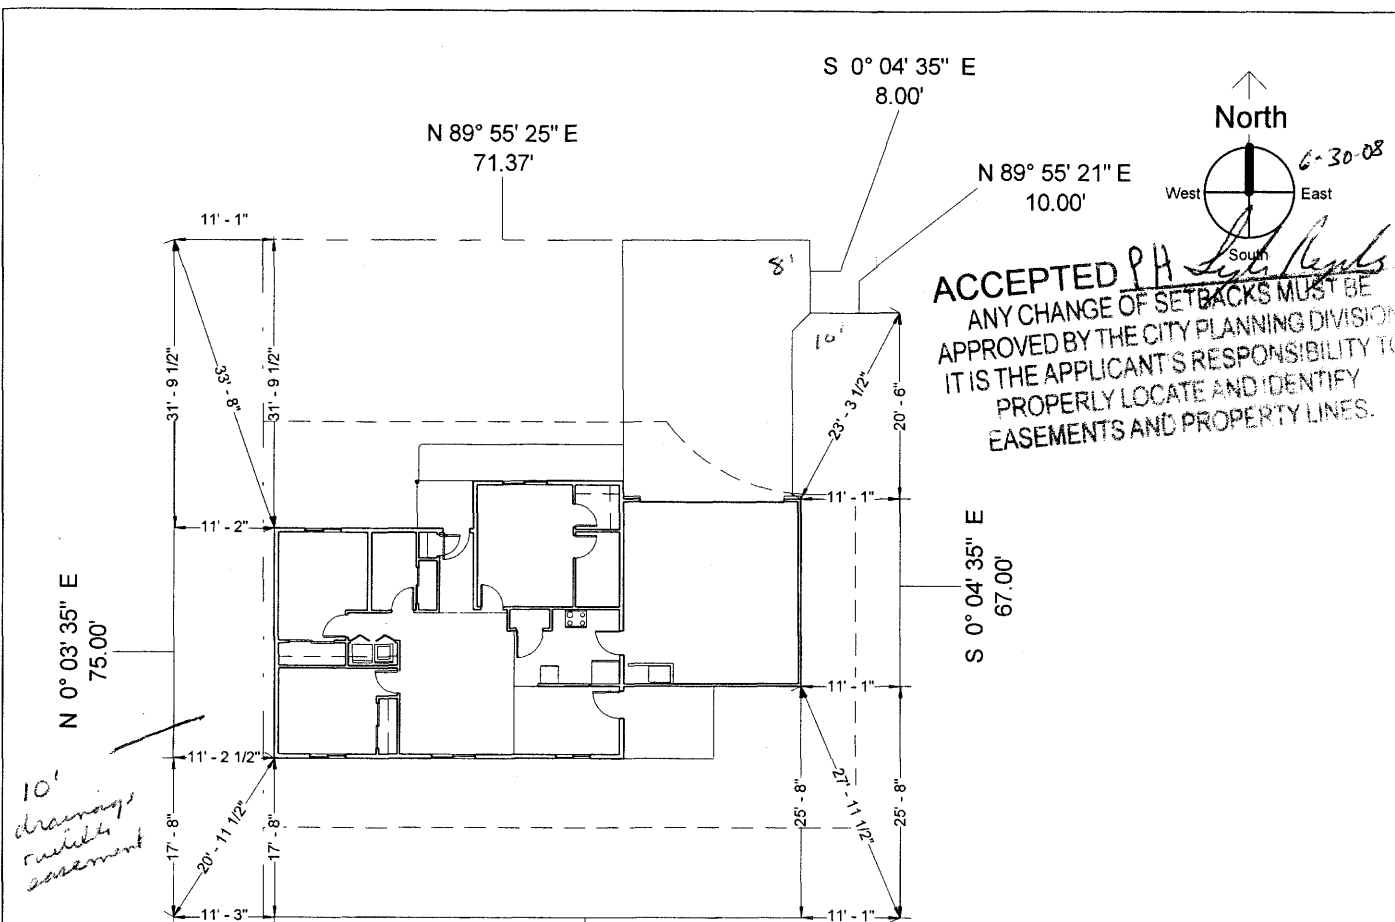 S 0° 04' 35" E
8.00'
N 89° 55' 25" E
71.37'
North
6-30-08
N 89° 55' 21" E
10.00'
West
East
South
11' - 1"
8'
ACCEPTED PH
ANY CHANGE OF SETBACKS MUST BE
APPROVED BY THE CITY PLANNING DIVISION
IT IS THE APPLICANT'S RESPONSIBILITY TO
PROPERLY LOCATE AND IDENTIFY
EASEMENTS AND PROPERTY LINES.
10'
31' - 9 1/2"
33' - 8"
31' - 9 1/2"
23' - 3 1/2"
20' - 6"
11' - 2"
11' - 1"
N 0° 03' 35" E
75.00'
S 0° 04' 35" E
67.00'
11' - 1"
11' - 2 1/2"
10'
drainage
easement
17' - 8"
20' - 11 1/2"
17' - 8"
25' - 8"
27' - 11 1/2"
25' - 8"
11' - 3"
11' - 1"